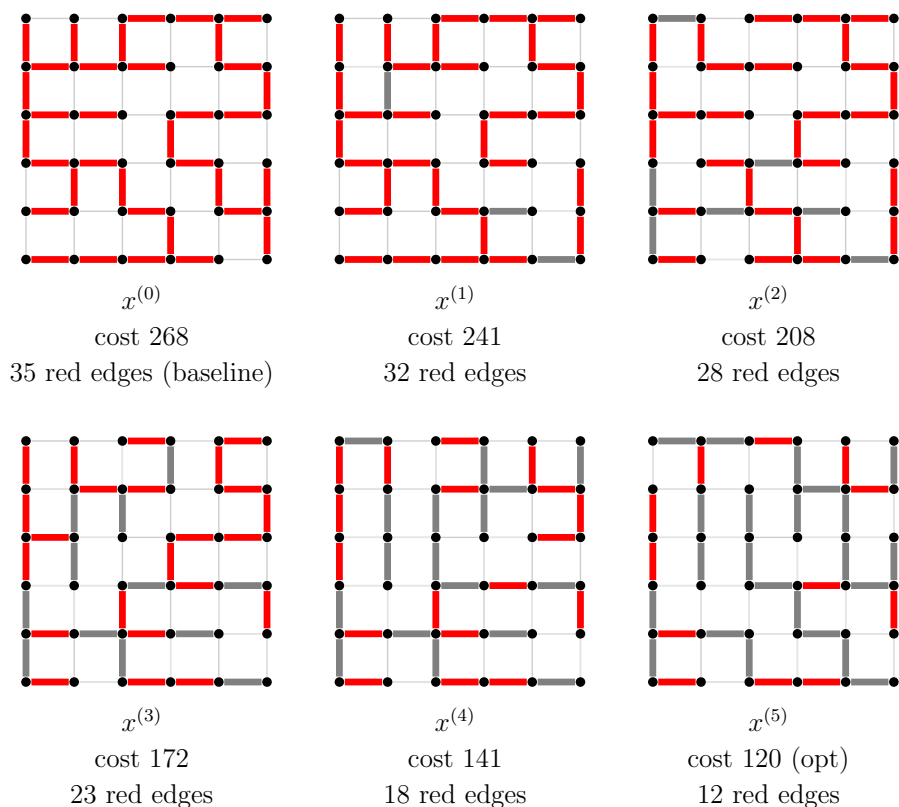 x^{(0)} x^{(1)} x^{(2)}
cost 268 cost 241 cost 208
35 red edges (baseline) 32 red edges 28 red edges
x^{(3)} x^{(4)} x^{(5)}
cost 172 cost 141 cost 120 (opt)
23 red edges 18 red edges 12 red edges